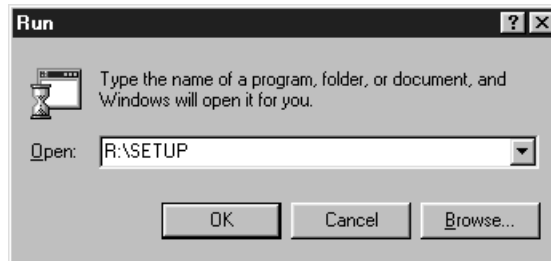 Run
Type the name of a program, folder, or document, and
Windows will open it for you.
Open: R:\SETUP
OK Cancel Browse...